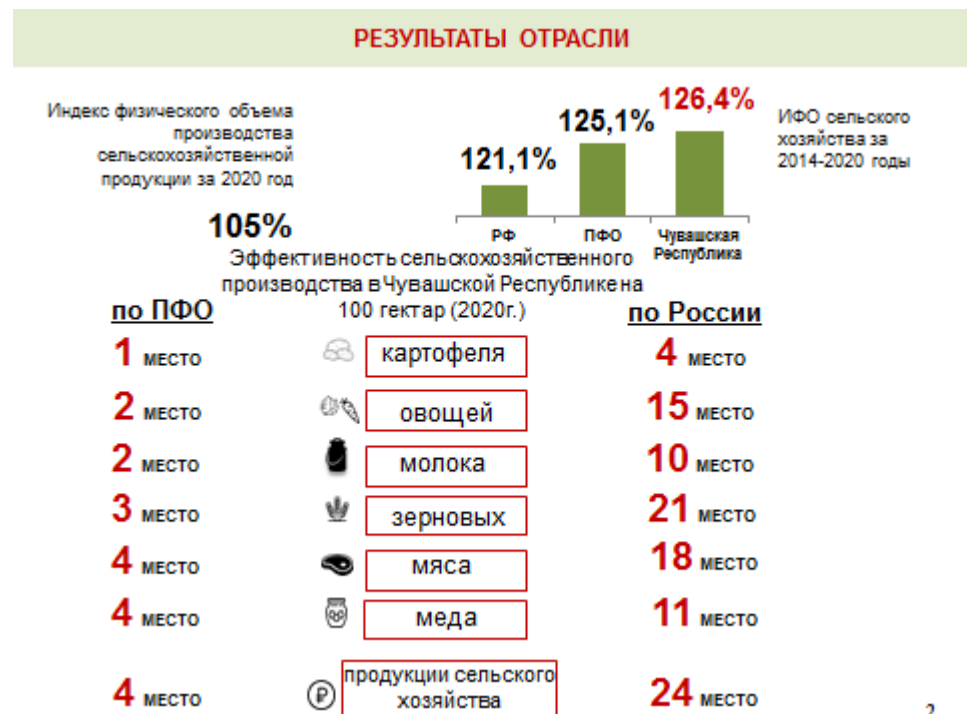 РЕЗУЛЬТАТЫ ОТРАСЛИ
Индекс физического объема
производства
сельскохозяйственной
продукции за 2020 год
105%
121,1%
125,1%
126,4%
РФ
ПФО
Чувашская
Республика
ИФО сельского
хозяйства за
2014-2020 годы
Эффективность сельскохозяйственного
производства в Чувашской Республике на
100 гектар (2020г.)
по ПФО
по России
1 место картофеля 4 место
2 место овощей 15 место
2 место молока 10 место
3 место зерновых 21 место
4 место мяса 18 место
4 место меда 11 место
продукции сельского
4 место хозяйства 24 место
2